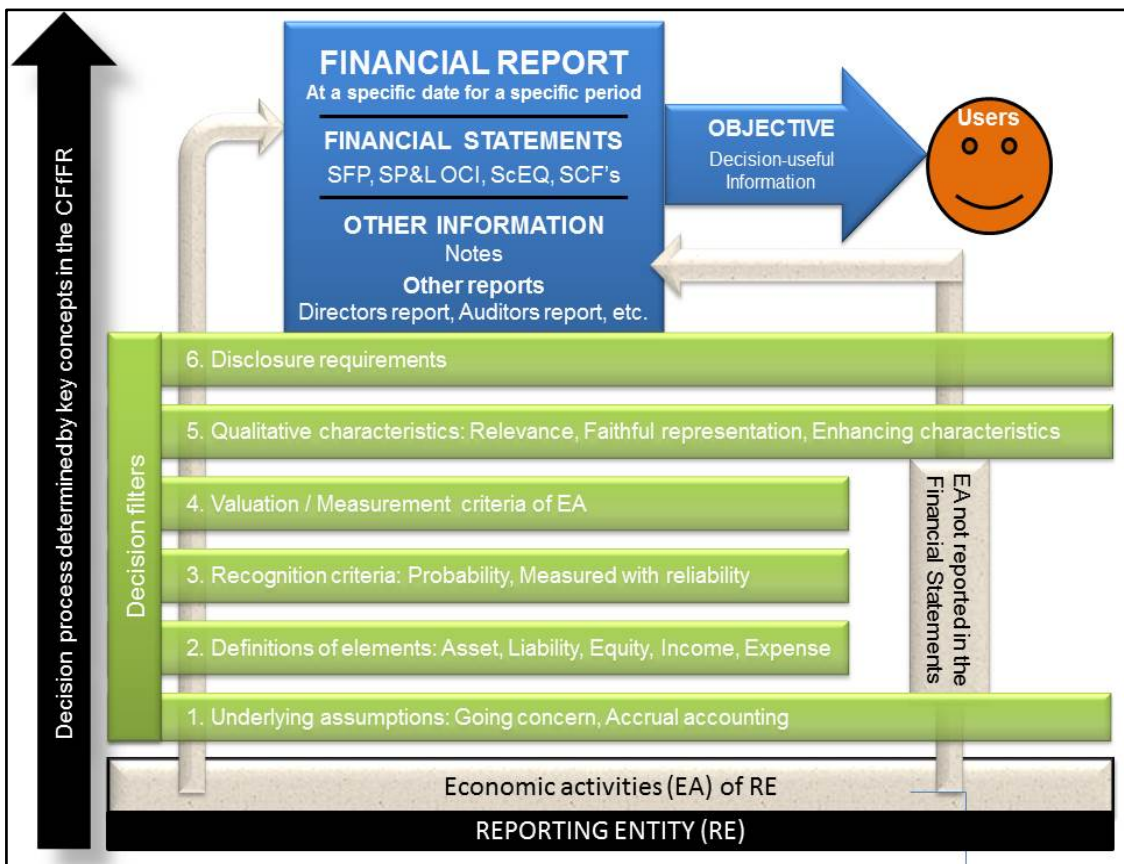 Decision process determined by key concepts in the CFfFR
FINANCIAL REPORT
At a specific date for a specific period
FINANCIAL STATEMENTS
SFP, SP&L OCI, ScEQ, SCF's
OTHER INFORMATION
Notes
Other reports
Directors report, Auditors report, etc.
OBJECTIVE
Decision-useful
Information
Users
Decision filters
6. Disclosure requirements
5. Qualitative characteristics: Relevance, Faithful representation, Enhancing characteristics
4. Valuation / Measurement criteria of EA
3. Recognition criteria: Probability, Measured with reliability
2. Definitions of elements: Asset, Liability, Equity, Income, Expense
1. Underlying assumptions: Going concern, Accrual accounting
EA not reported in the
Financial Statements
Economic activities (EA) of RE
REPORTING ENTITY (RE)